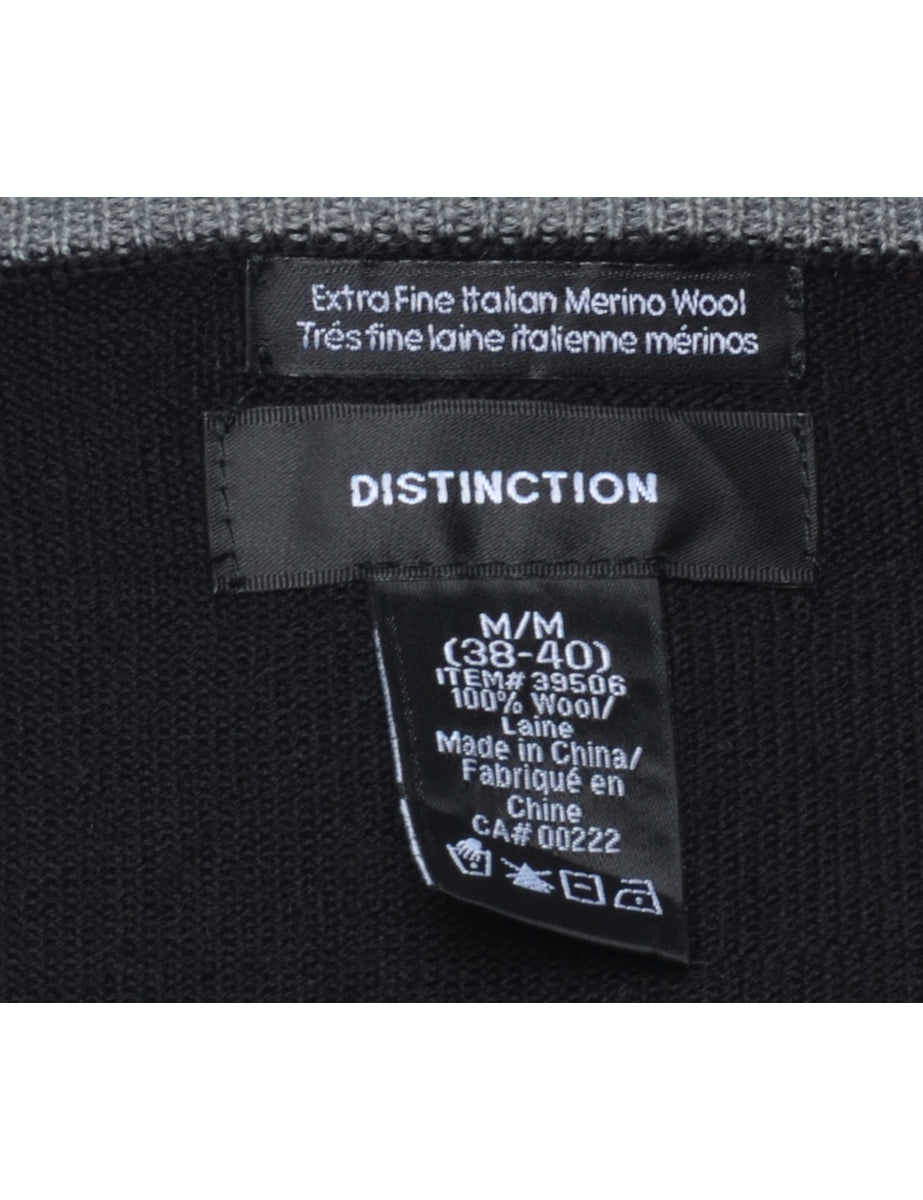 Extra Fine Italian Merino Wool
Trés fine laine italienne mérinos
DISTINCTION
M/M
(38-40)
ITEM# 39506
100% Wool/
Laine
Made in China/
Fabriqué en
Chine
CA# 00222